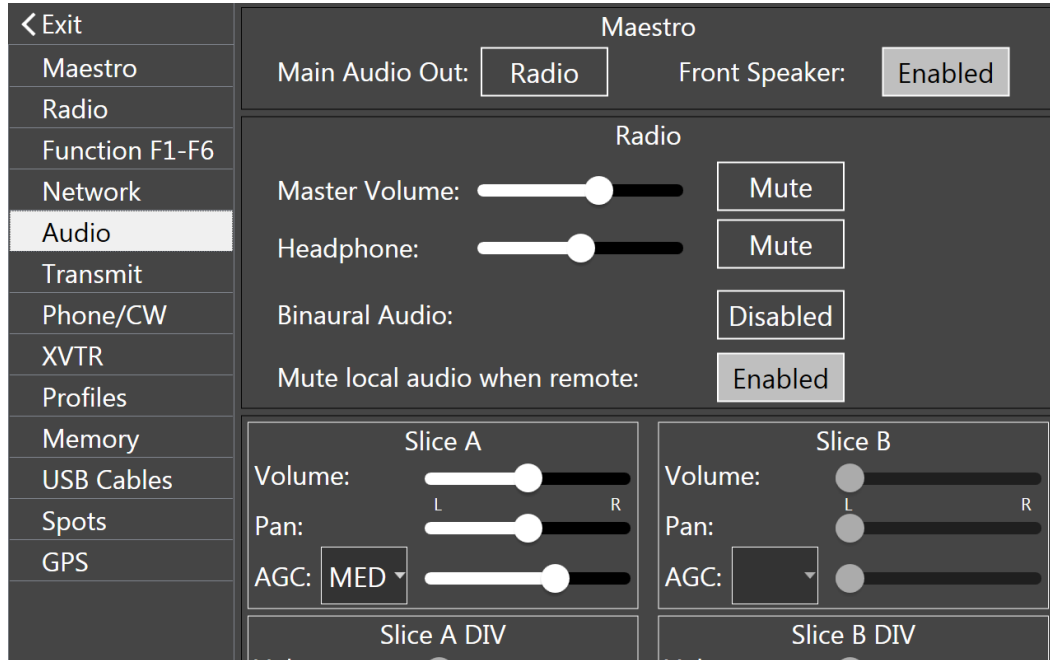 Exit
Maestro
Radio
Function F1-F6
Network
Audio
Transmit
Phone/CW
XVTR
Profiles
Memory
USB Cables
Spots
GPS
Maestro
Main Audio Out: Radio Front Speaker: Enabled
Radio
Master Volume: Mute
Headphone: Mute
Binaural Audio: Disabled
Mute local audio when remote: Enabled
Slice A
Volume:
L R
Pan:
AGC: MED
Slice B
Volume:
L R
Pan:
AGC:
Slice A DIV
Slice B DIV